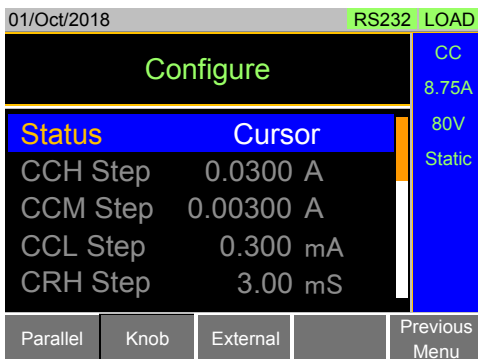 01/Oct/2018 RS232 LOAD
Configure
CC
8.75A
80V
Static
Status Cursor
CCH Step 0.0300 A
CCM Step 0.00300 A
CCL Step 0.300 mA
CRH Step 3.00 mS
Parallel Knob External Previous Menu